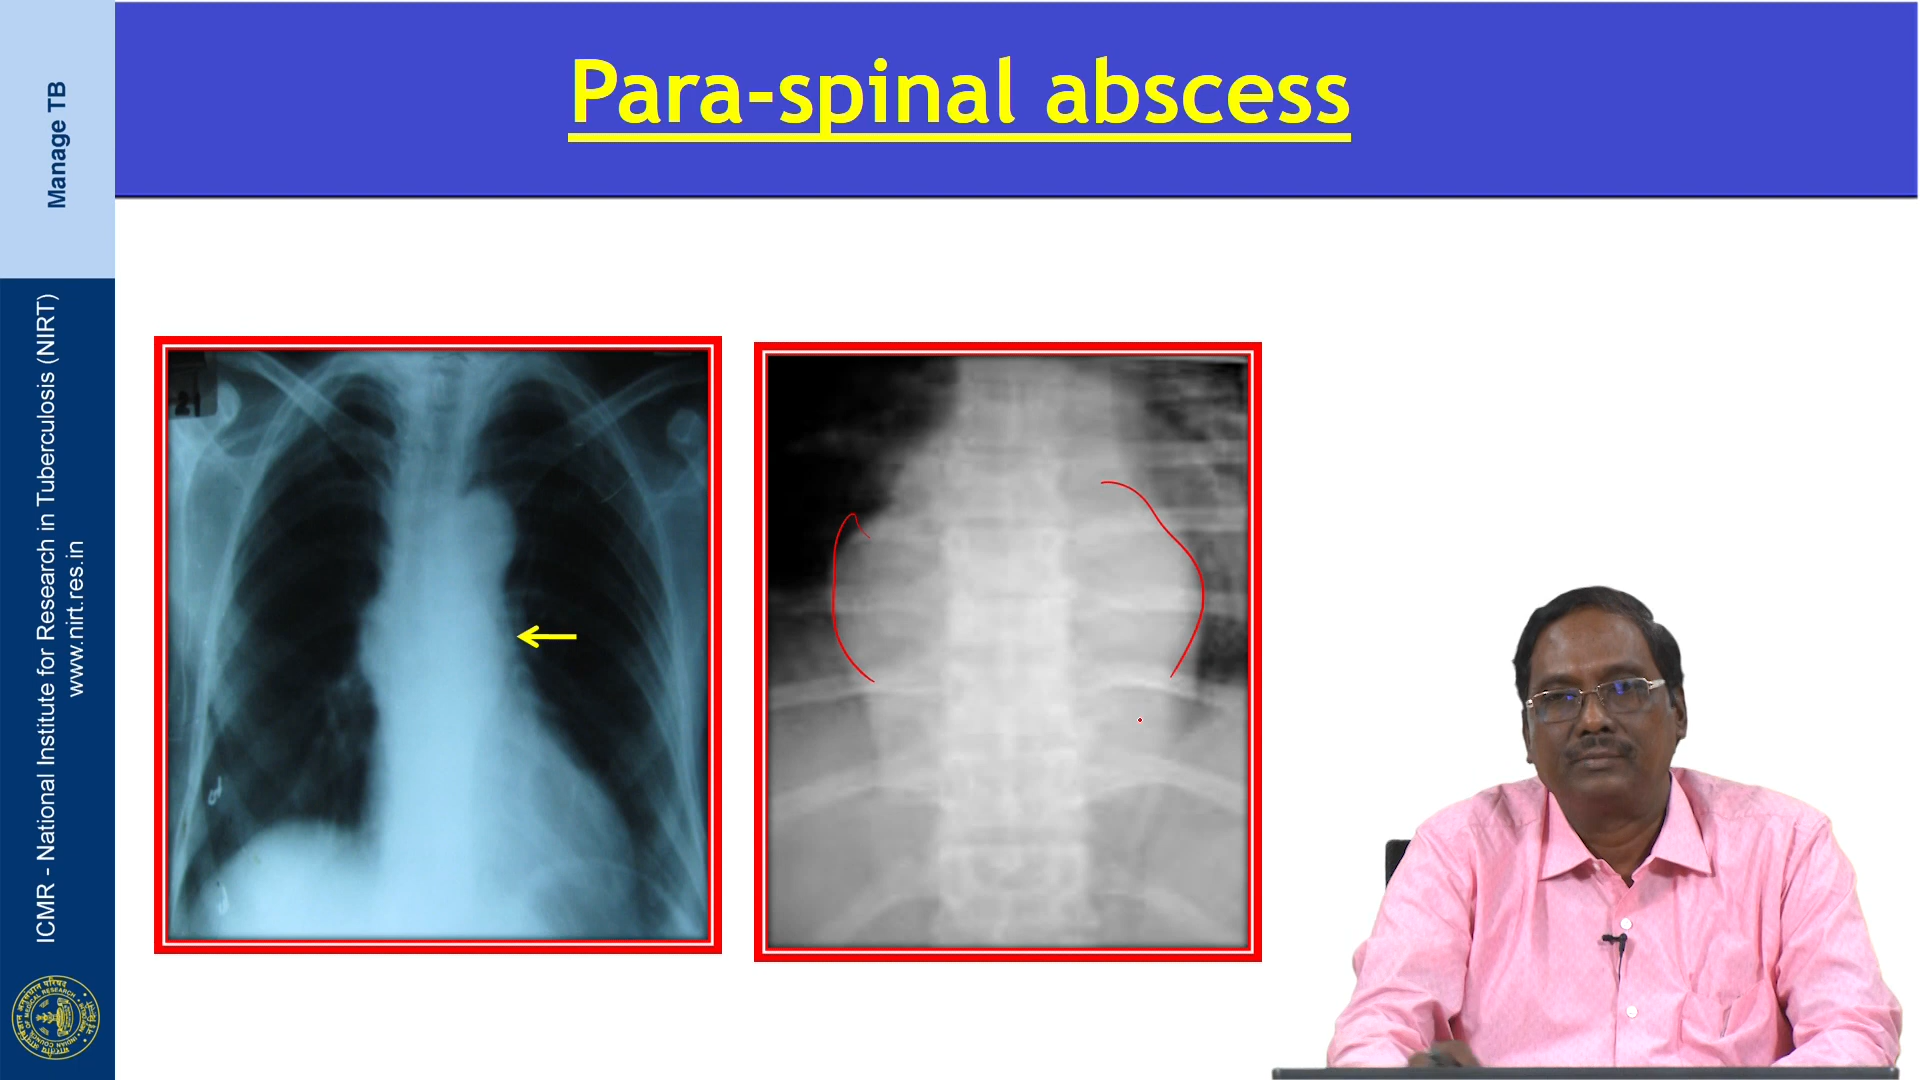 Para-spinal abscess
Manage TB
ICMR - National Institute for Research in Tuberculosis (NIRT)
www.nirt.res.in